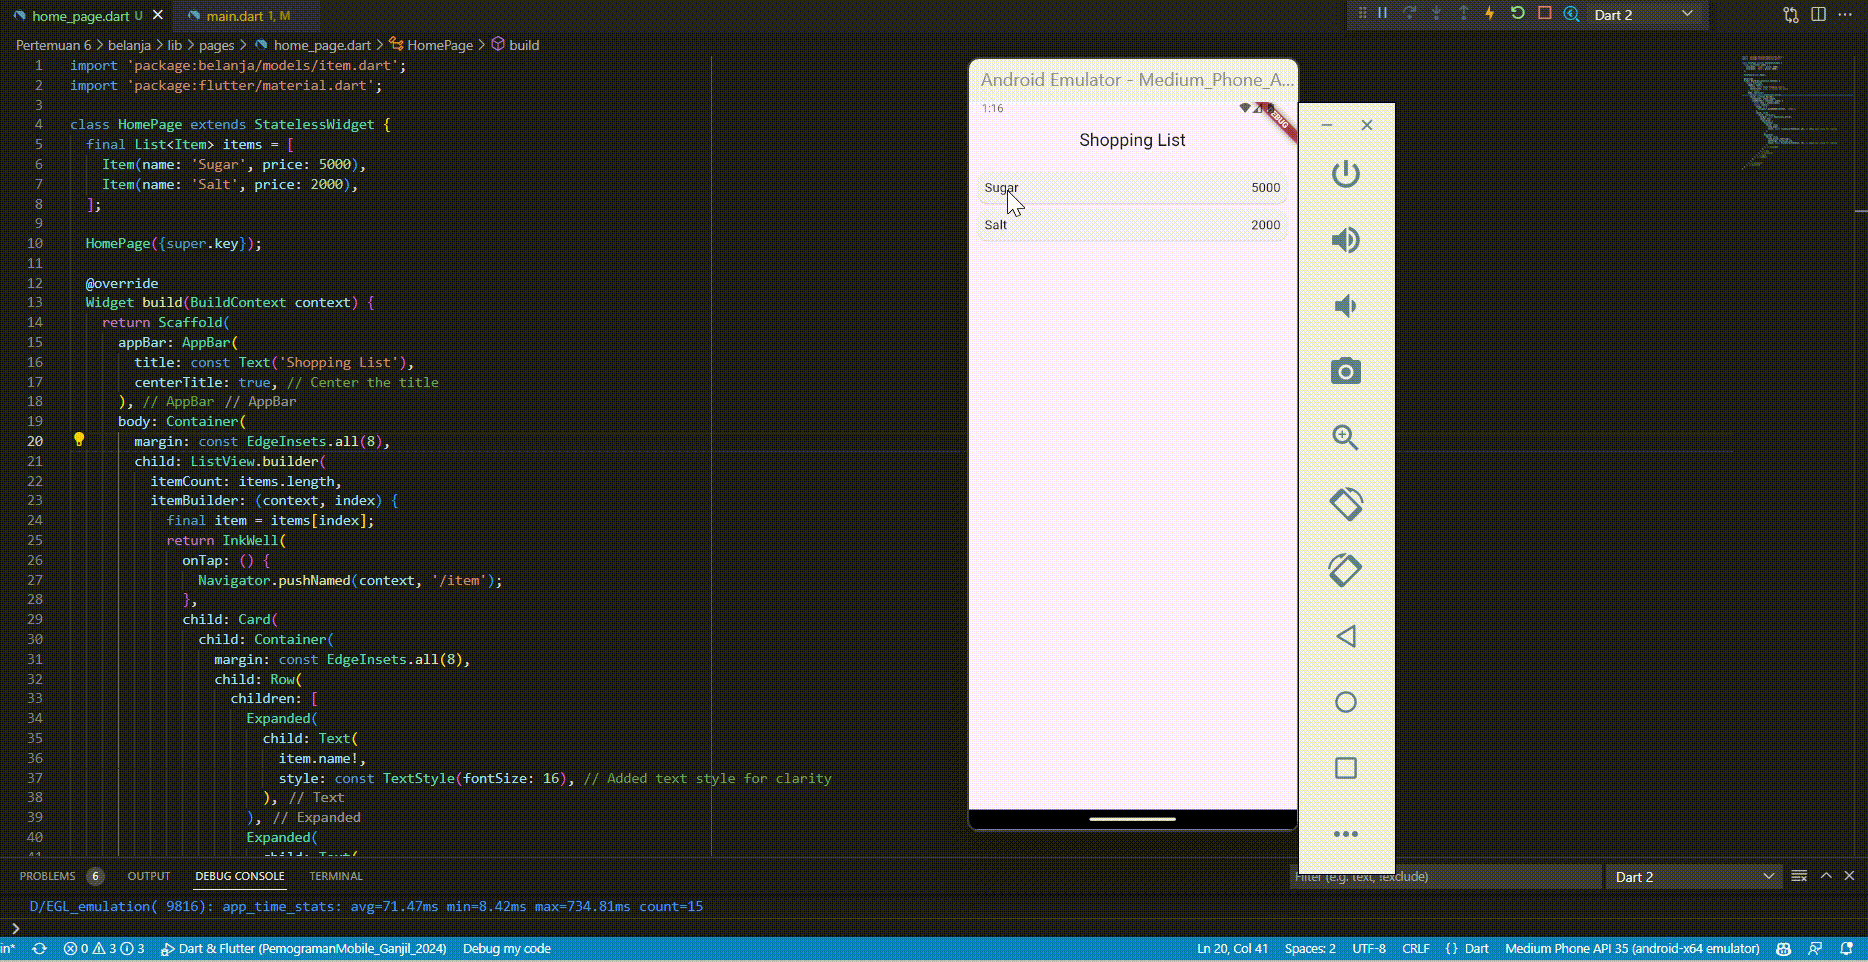 home_page.dart U
main.dart 1, M
Dart 2
Pertemuan 6 > belanja > lib > pages > home_page.dart > HomePage > build
1 import 'package:belanja/models/item.dart';
2 import 'package:flutter/material.dart';
3
4 class HomePage extends StatelessWidget {
5 final List<Item> items = [
6 Item(name: 'Sugar', price: 5000),
7 Item(name: 'Salt', price: 2000),
8 ];
9
10 HomePage({super.key});
11
12 @override
13 Widget build(BuildContext context) {
14 return Scaffold(
15 appBar: AppBar(
16 title: const Text('Shopping List'),
17 centerTitle: true, // Center the title
18 ), // AppBar // AppBar
19 body: Container(
20 margin: const EdgeInsets.all(8),
21 child: ListView.builder(
22 itemCount: items.length,
23 itemBuilder: (context, index) {
24 final item = items[index];
25 return InkWell(
26 onTap: () {
27 Navigator.pushNamed(context, '/item');
28 },
29 child: Card(
30 child: Container(
31 margin: const EdgeInsets.all(8),
32 child: Row(
33 children: [
34 Expanded(
35 child: Text(
36 item.name!,
37 style: const TextStyle(fontSize: 16), // Added text style for clarity
38 ), // Text
39 ), // Expanded
40 Expanded(
41 child: Text(
Android Emulator - Medium_Phone_A...
1:16
Shopping List
Sugar 5000
Salt 2000
PROBLEMS 6 OUTPUT DEBUG CONSOLE TERMINAL
Filter (e.g. text, !exclude)
Dart 2
D/EGL_emulation( 9816): app_time_stats: avg=71.47ms min=8.42ms max=734.81ms count=15
>
in* 0 3 3 Dart & Flutter (PemogramanMobile_Ganjil_2024) Debug my code Ln 20, Col 41 Spaces: 2 UTF-8 CRLF {} Dart Medium Phone API 35 (android-x64 emulator)